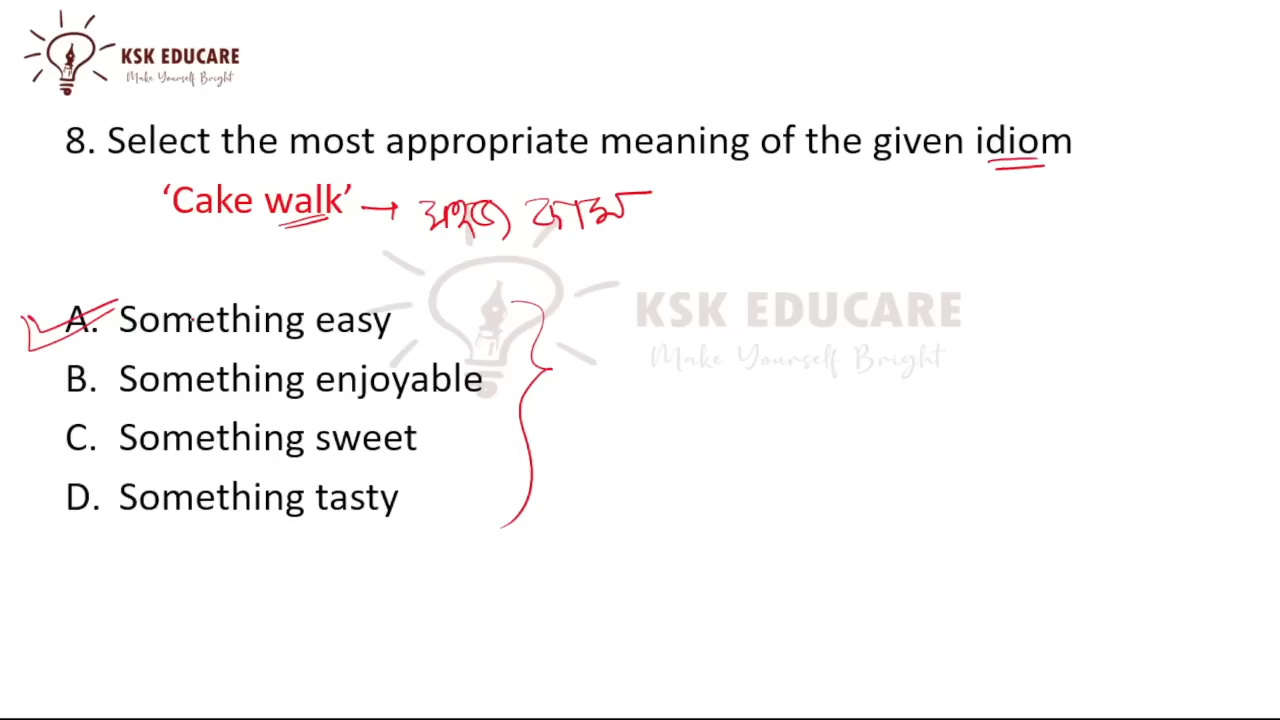 KSK EDUCARE
Make Yourself Bright
8. Select the most appropriate meaning of the given idiom
‘Cake walk’ → সহজ কাম
KSK EDUCARE
Make Yourself Bright
A. Something easy
B. Something enjoyable
C. Something sweet
D. Something tasty